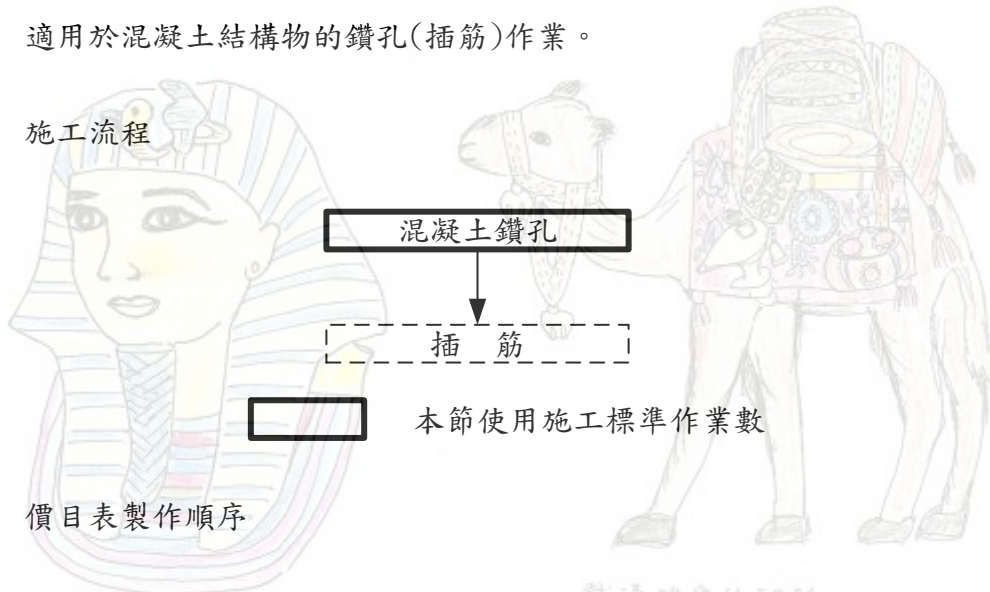 適用於混凝土結構物的鑽孔(插筋)作業。
施工流程
混凝土鑽孔
插 筋
本節使用施工標準作業數
價目表製作順序